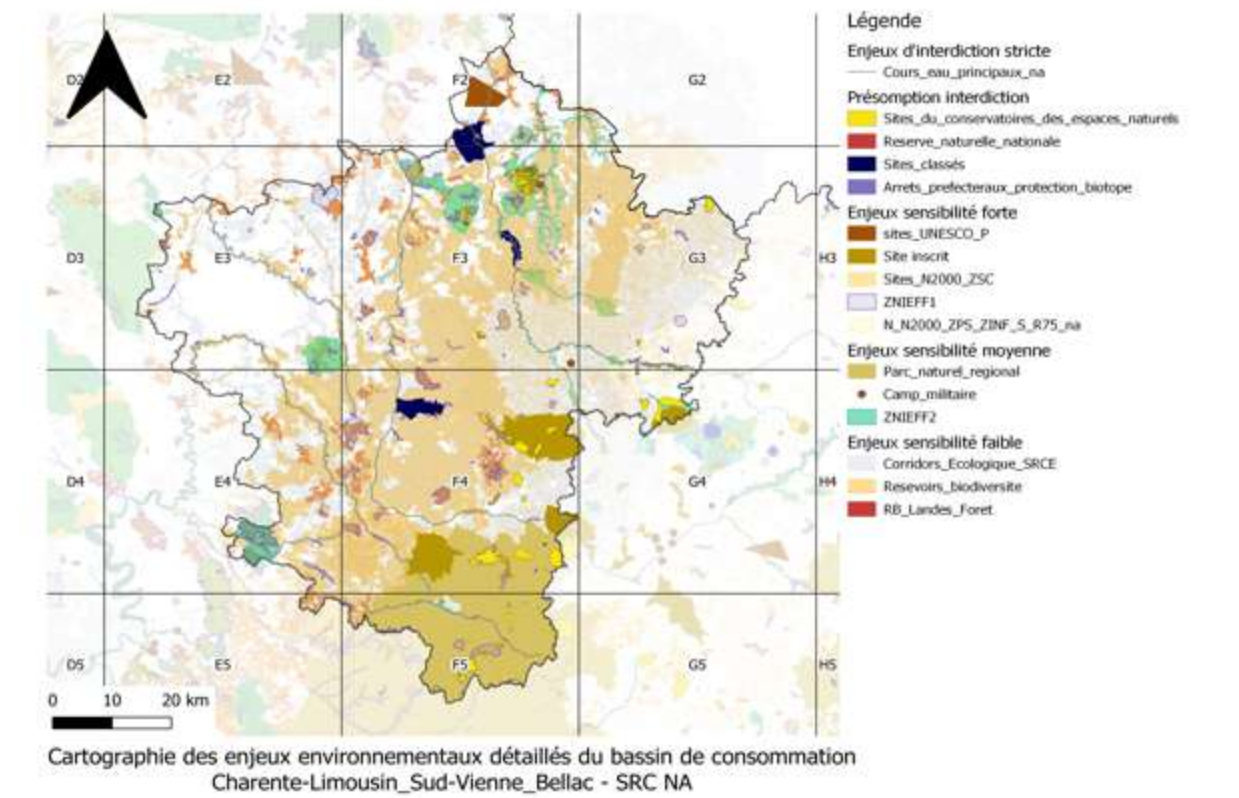 Légende
Enjeux d'interdiction stricte
Cours_eau_principaux_na
Présomption interdiction
Sites_du_conservatoires_des_espaces_naturels
Reserve_naturelle_nationale
Sites_classés
Arrets_prefecteraux_protection_biotope
Enjeux sensibilité forte
sites_UNESCO_P
Site inscrit
Sites_N2000_ZSC
ZNIEFF1
N_N2000_ZPS_ZINF_S_R75_na
Enjeux sensibilité moyenne
Parc_naturel_regional
Camp_militaire
ZNIEFF2
Enjeux sensibilité faible
Corridors_Ecologique_SRCE
Resevoirs_biodiversite
RB_Landes_Foret
D2 E2 F2 G2
D3 E3 F3 G3 H3
D4 E4 F4 G4 H4
D5 E5 F5 G5 H5
0 10 20 km
Cartographie des enjeux environnementaux détaillés du bassin de consommation
Charente-Limousin_Sud-Vienne_Bellac - SRC NA